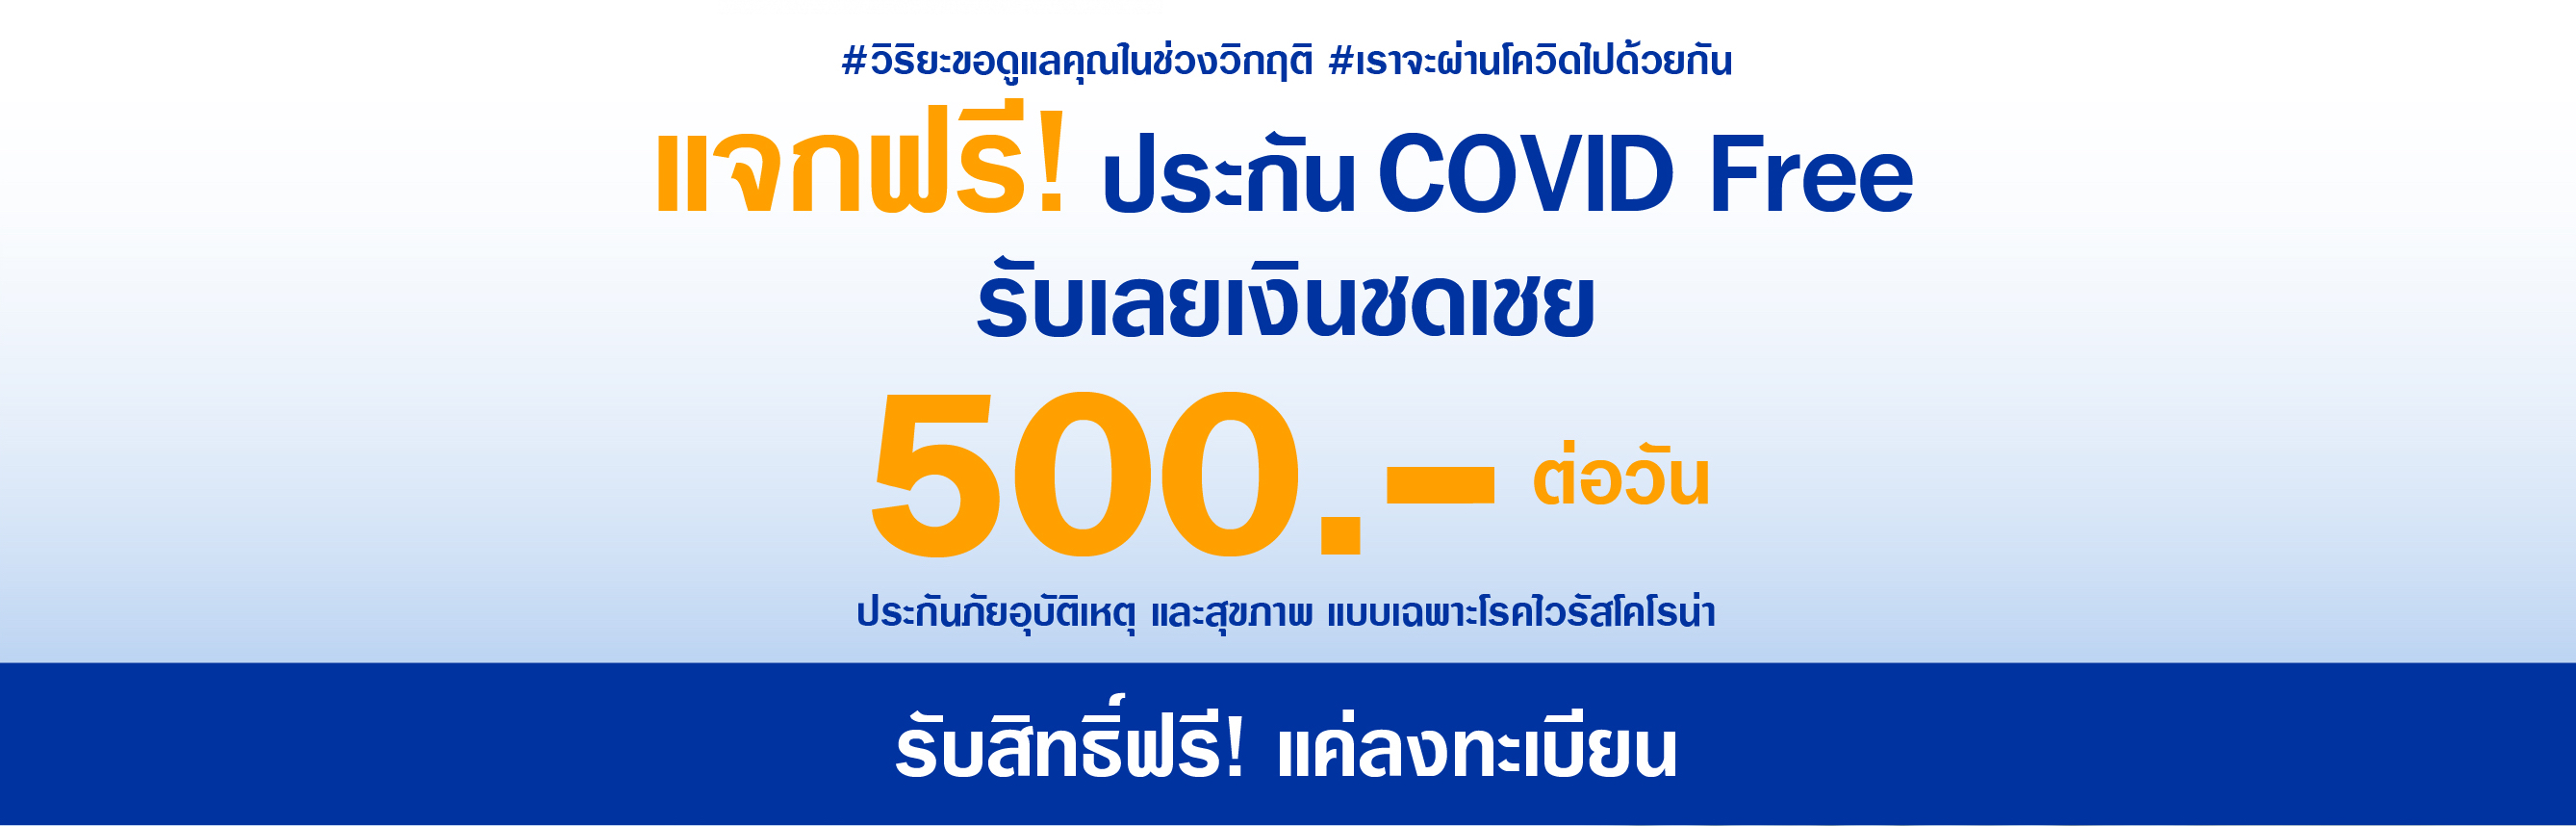 #วิริยะขอดูแลคุณในช่วงวิกฤติ #เราจะผ่านโควิดไปด้วยกัน
แจกฟรี! ประกัน COVID Free
รับเลยเงินชดเชย
500.- ต่อวัน
ประกันภัยอุบัติเหตุ และสุขภาพ แบบเฉพาะโรคไวรัสโคโรน่า
รับสิทธิ์ฟรี! แค่ลงทะเบียน